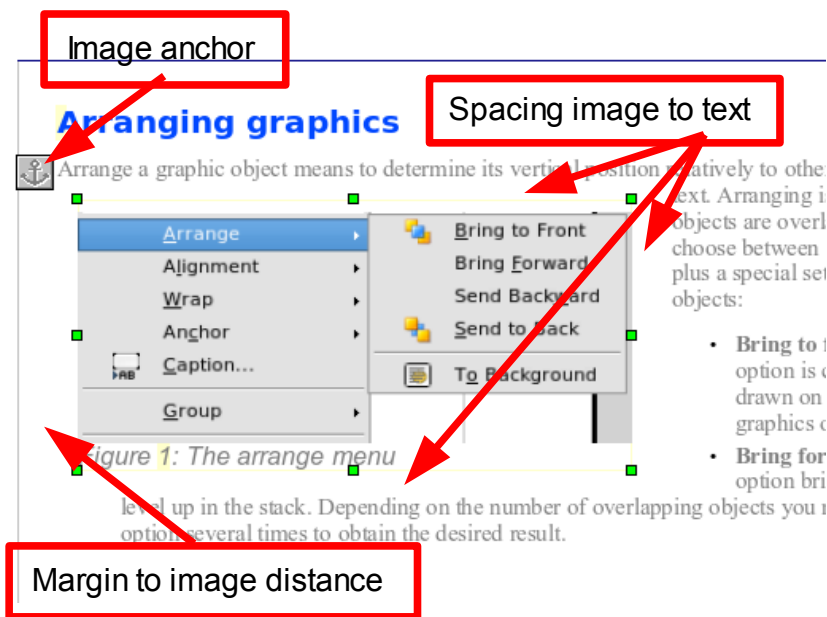 Image anchor
Spacing image to text
Arranging graphics
Arrange a graphic object means to determine its vertical position relatively to othe
text. Arranging is
objects are overl
choose between
plus a special set
objects:
Arrange
Alignment
Wrap
Anchor
Caption...
Group
Bring to Front
Bring Forward
Send Backward
Send to Back
To Background
• Bring to f
option is c
drawn on
graphics o
• Bring for
option bri
Figure 1: The arrange menu
level up in the stack. Depending on the number of overlapping objects you
option several times to obtain the desired result.
Margin to image distance